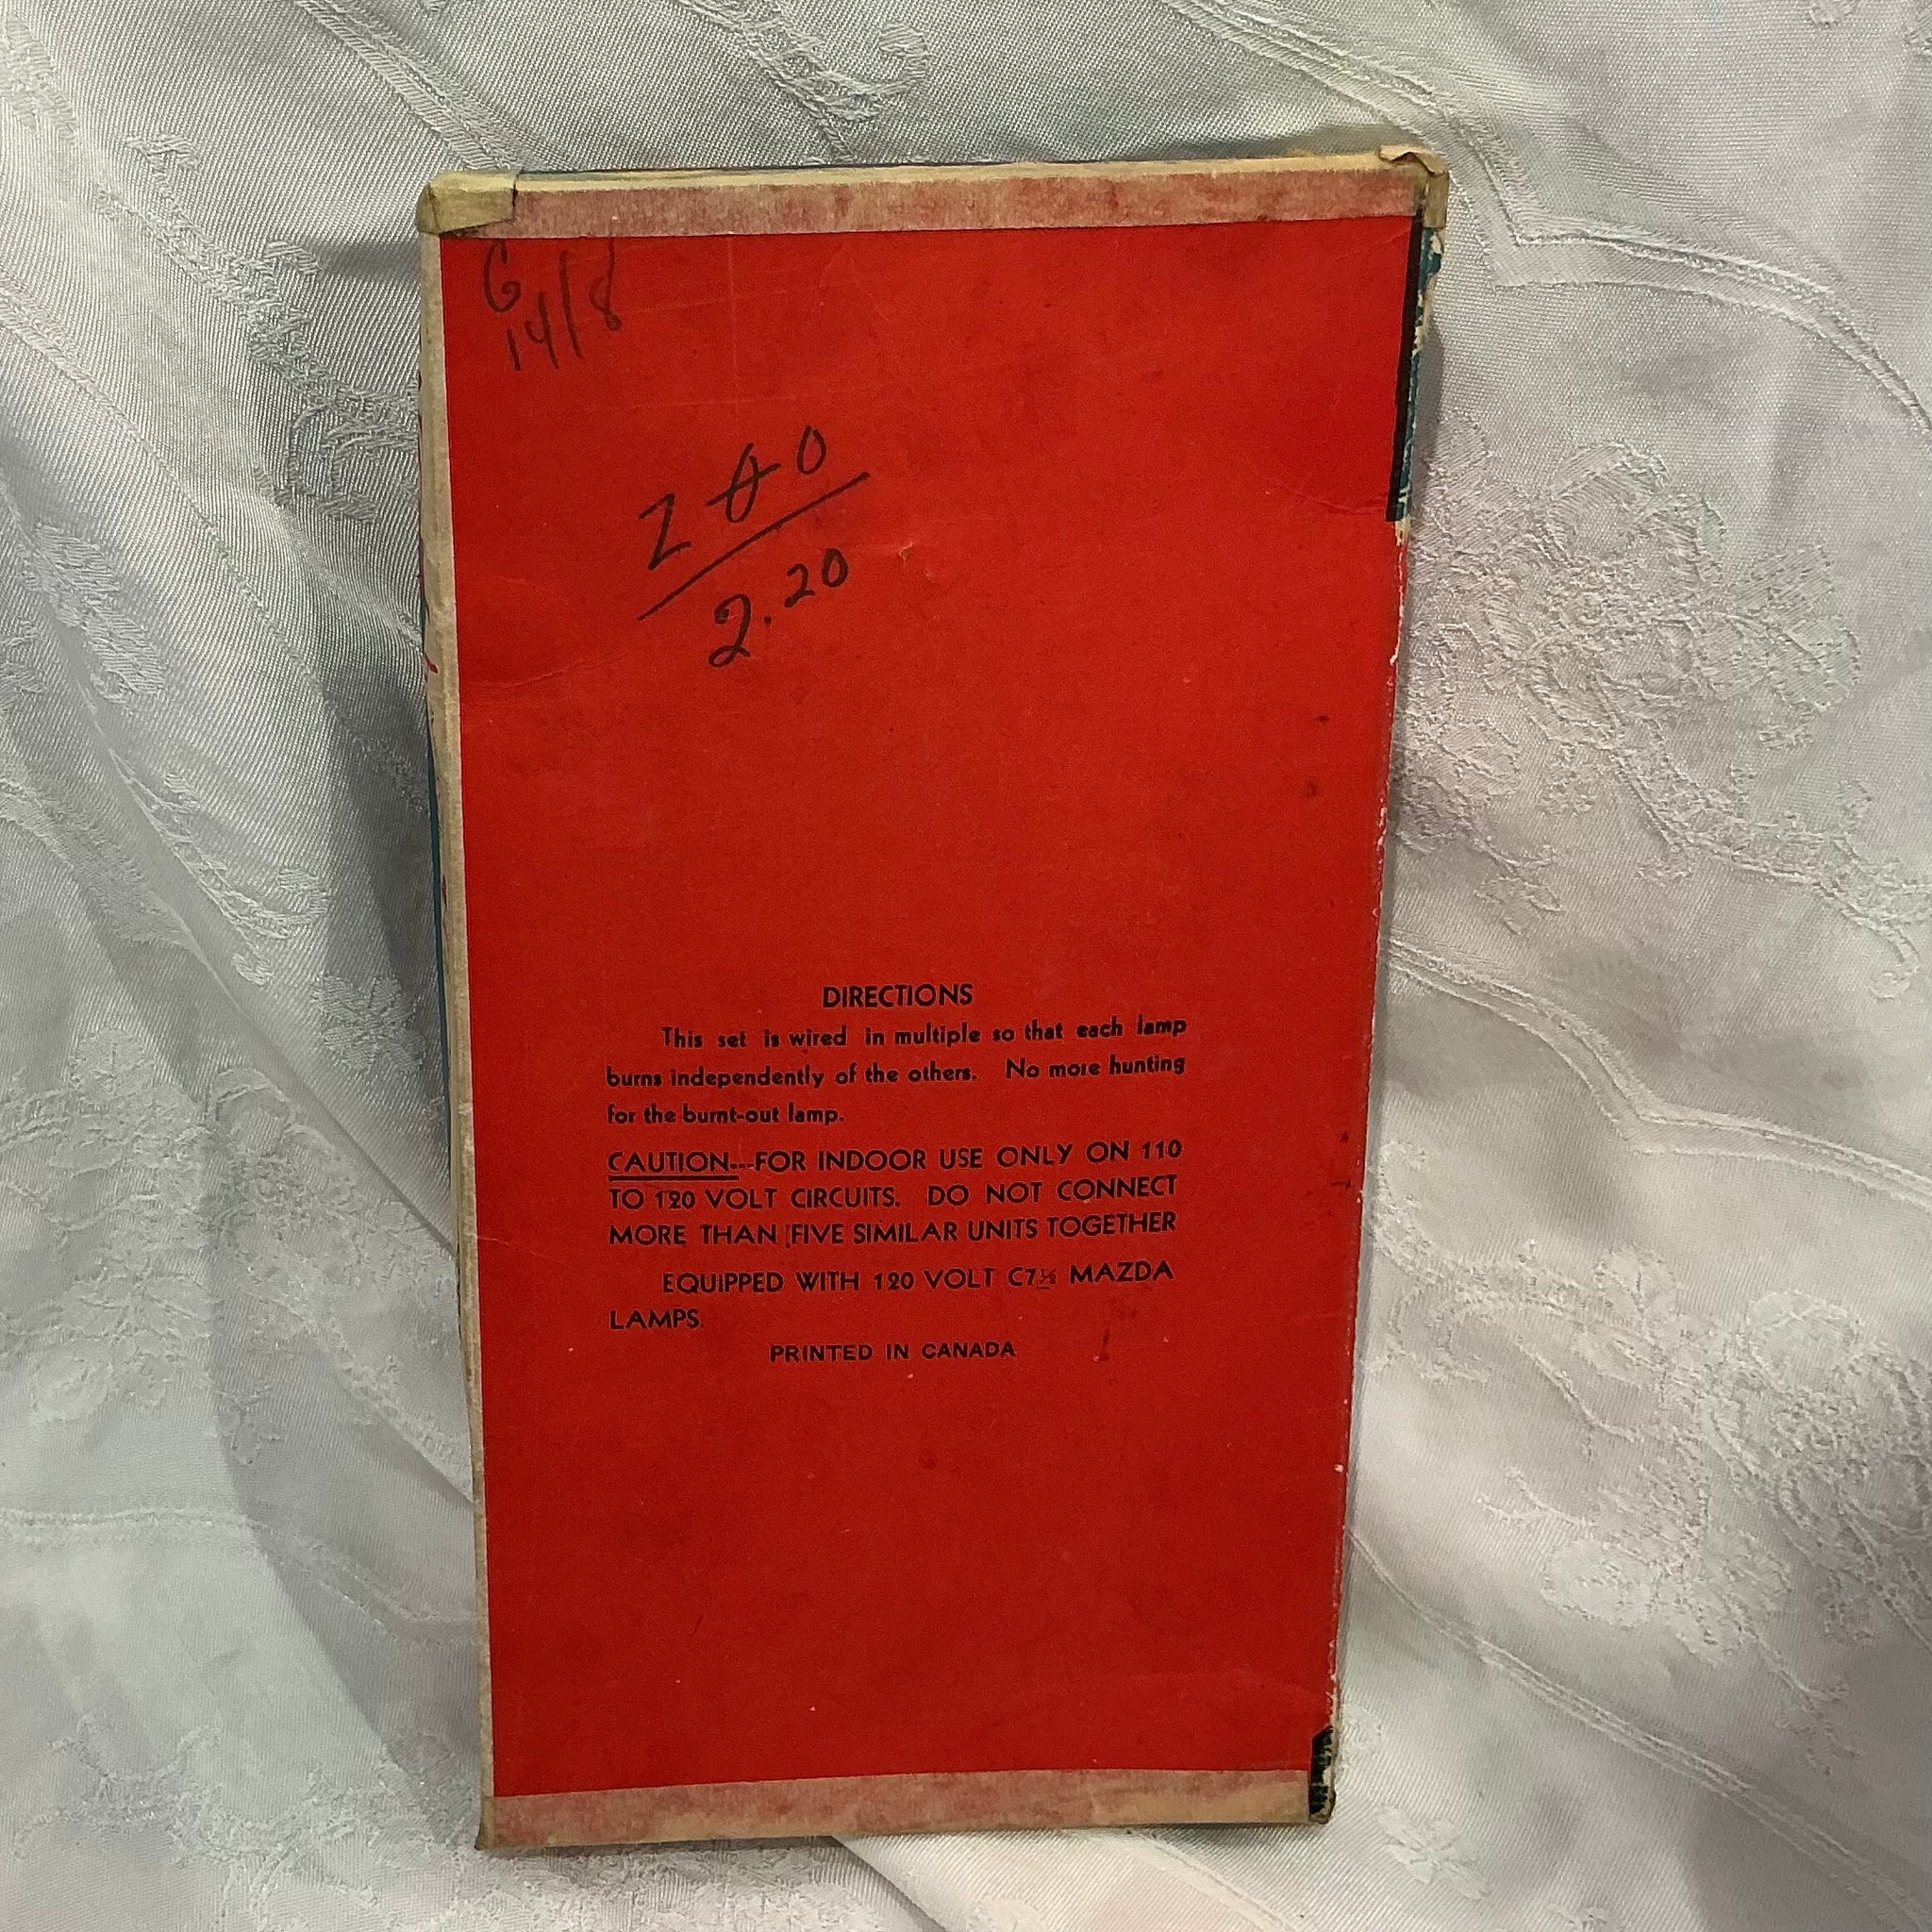 G
14/8
2.20
DIRECTIONS
This set is wired in multiple so that each lamp
burns independently of the others. No more hunting
for the burnt-out lamp.
CAUTION---FOR INDOOR USE ONLY ON 110
TO 120 VOLT CIRCUITS. DO NOT CONNECT
MORE THAN FIVE SIMILAR UNITS TOGETHER
EQUIPPED WITH 120 VOLT C7½ MAZDA
LAMPS.
PRINTED IN CANADA